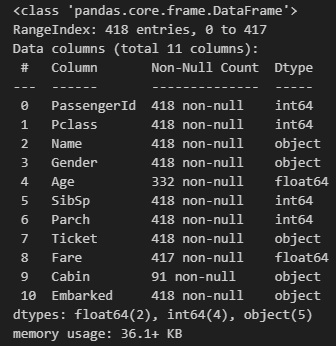 <class 'pandas.core.frame.DataFrame'>
RangeIndex: 418 entries, 0 to 417
Data columns (total 11 columns):
 #   Column       Non-Null Count  Dtype
---  ------       --------------  -----
 0   PassengerId  418 non-null    int64
 1   Pclass       418 non-null    int64
 2   Name         418 non-null    object
 3   Gender       418 non-null    object
 4   Age          332 non-null    float64
 5   SibSp        418 non-null    int64
 6   Parch        418 non-null    int64
 7   Ticket       418 non-null    object
 8   Fare         417 non-null    float64
 9   Cabin        91 non-null     object
 10  Embarked     418 non-null    object
dtypes: float64(2), int64(4), object(5)
memory usage: 36.1+ KB